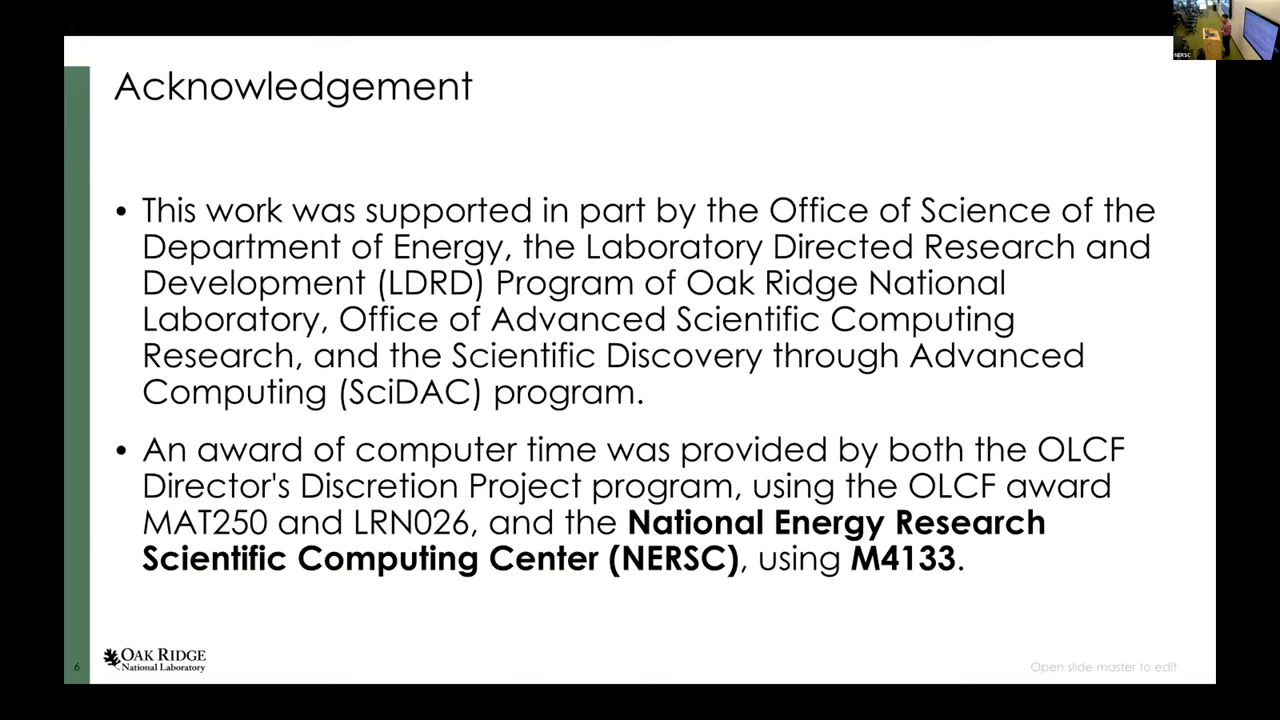 NERSC
Acknowledgement
• This work was supported in part by the Office of Science of the
Department of Energy, the Laboratory Directed Research and
Development (LDRD) Program of Oak Ridge National
Laboratory, Office of Advanced Scientific Computing
Research, and the Scientific Discovery through Advanced
Computing (SciDAC) program.
• An award of computer time was provided by both the OLCF
Director's Discretion Project program, using the OLCF award
MAT250 and LRN026, and the National Energy Research
Scientific Computing Center (NERSC), using M4133.
6
OAK RIDGE
National Laboratory
Open slide master to edit